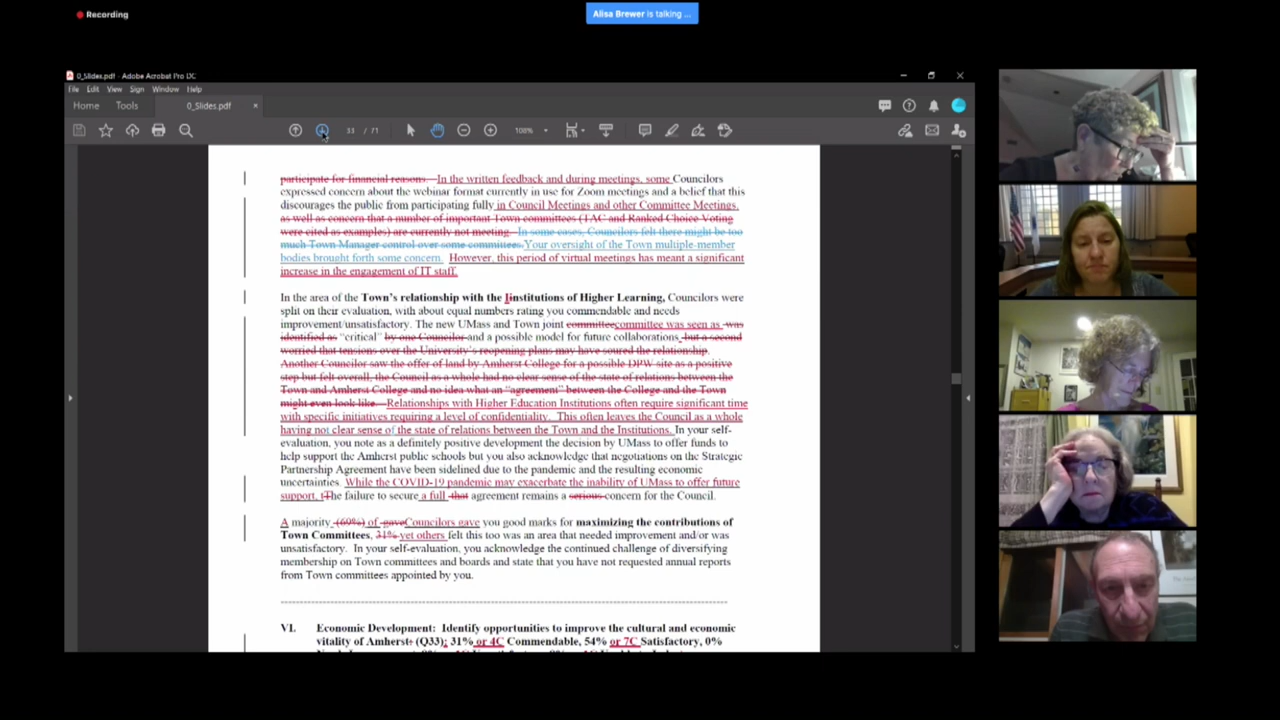 Recording
Alisa Brewer is talking ...
0_Slides.pdf - Adobe Acrobat Pro DC
File Edit View Sign Window Help
Home Tools 0_Slides.pdf ×
33 / 71 108%
participate for financial reasons. In the written feedback and during meetings, some Councilors
expressed concern about the webinar format currently in use for Zoom meetings and a belief that this
discourages the public from participating fully in Council Meetings and other Committee Meetings.
as well as concern that a number of important Town committees (TAC and Ranked Choice Voting
were cited as examples) are currently not meeting. In some cases, Councilors felt there might be too
much Town Manager control over some committees.Your oversight of the Town multiple-member
bodies brought forth some concern. However, this period of virtual meetings has meant a significant
increase in the engagement of IT staff.
In the area of the Town's relationship with the Iinstitutions of Higher Learning, Councilors were
split on their evaluation, with about equal numbers rating you commendable and needs
improvement/unsatisfactory. The new UMass and Town joint committeecommittee was seen as was
identified as "critical" by one Councilor and a possible model for future collaborations, but a second
worried that tensions over the University's reopening plans may have soured the relationship.
Another Councilor saw the offer of land by Amherst College for a possible DPW site as a positive
step but felt overall, the Council as a whole had no clear sense of the state of relations between the
Town and Amherst College and no idea what an "agreement" between the College and the Town
might even look like. Relationships with Higher Education Institutions often require significant time
with specific initiatives requiring a level of confidentiality. This often leaves the Council as a whole
having not clear sense of the state of relations between the Town and the Institutions. In your self-
evaluation, you note as a definitely positive development the decision by UMass to offer funds to
help support the Amherst public schools but you also acknowledge that negotiations on the Strategic
Partnership Agreement have been sidelined due to the pandemic and the resulting economic
uncertainties. While the COVID-19 pandemic may exacerbate the inability of UMass to offer future
support, tThe failure to secure a full that agreement remains a serious concern for the Council.
A majority (69%) of gaveCouncilors gave you good marks for maximizing the contributions of
Town Committees, 31% yet others felt this too was an area that needed improvement and/or was
unsatisfactory. In your self-evaluation, you acknowledge the continued challenge of diversifying
membership on Town committees and boards and state that you have not requested annual reports
from Town committees appointed by you.
VI. Economic Development: Identify opportunities to improve the cultural and economic
vitality of Amherst: (Q33); 31% or 4C Commendable, 54% or 7C Satisfactory, 0%